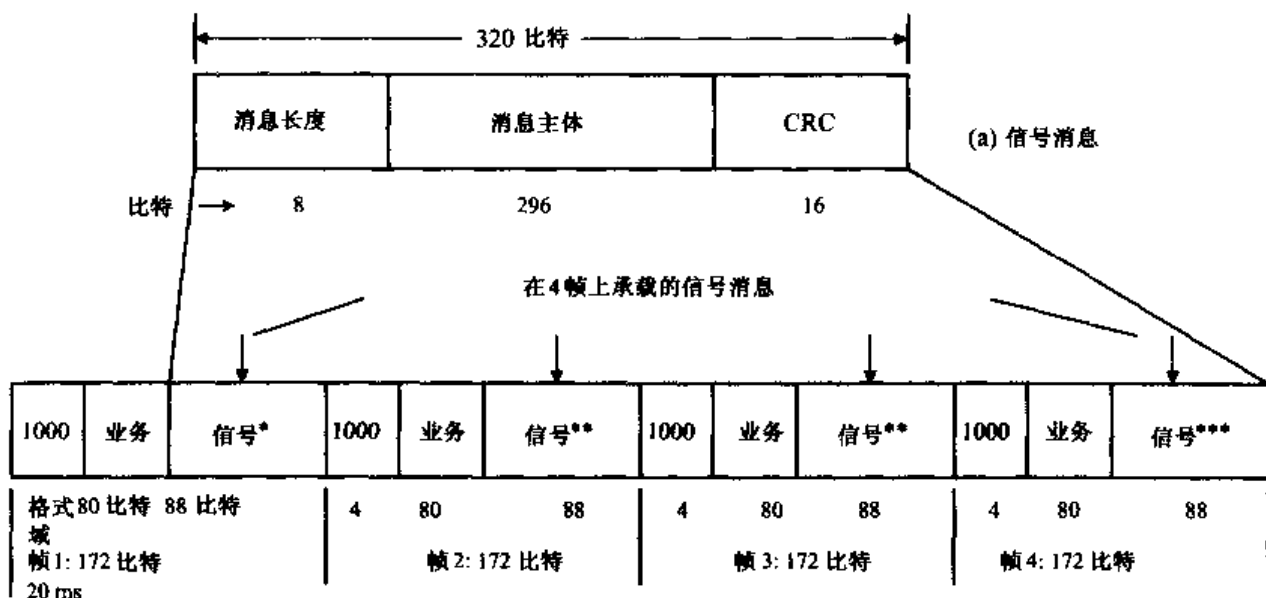 320 比特
消息长度 消息主体 CRC
(a) 信号消息
比特 8 296 16
在4帧上承载的信号消息
1000 业务 信号* 1000 业务 信号** 1000 业务 信号** 1000 业务 信号***
格式 80 比特 88 比特 4 80 88 4 80 88 4 80 88
域
帧1: 172 比特 帧2: 172 比特 帧3: 172 比特 帧4: 172 比特
20 ms